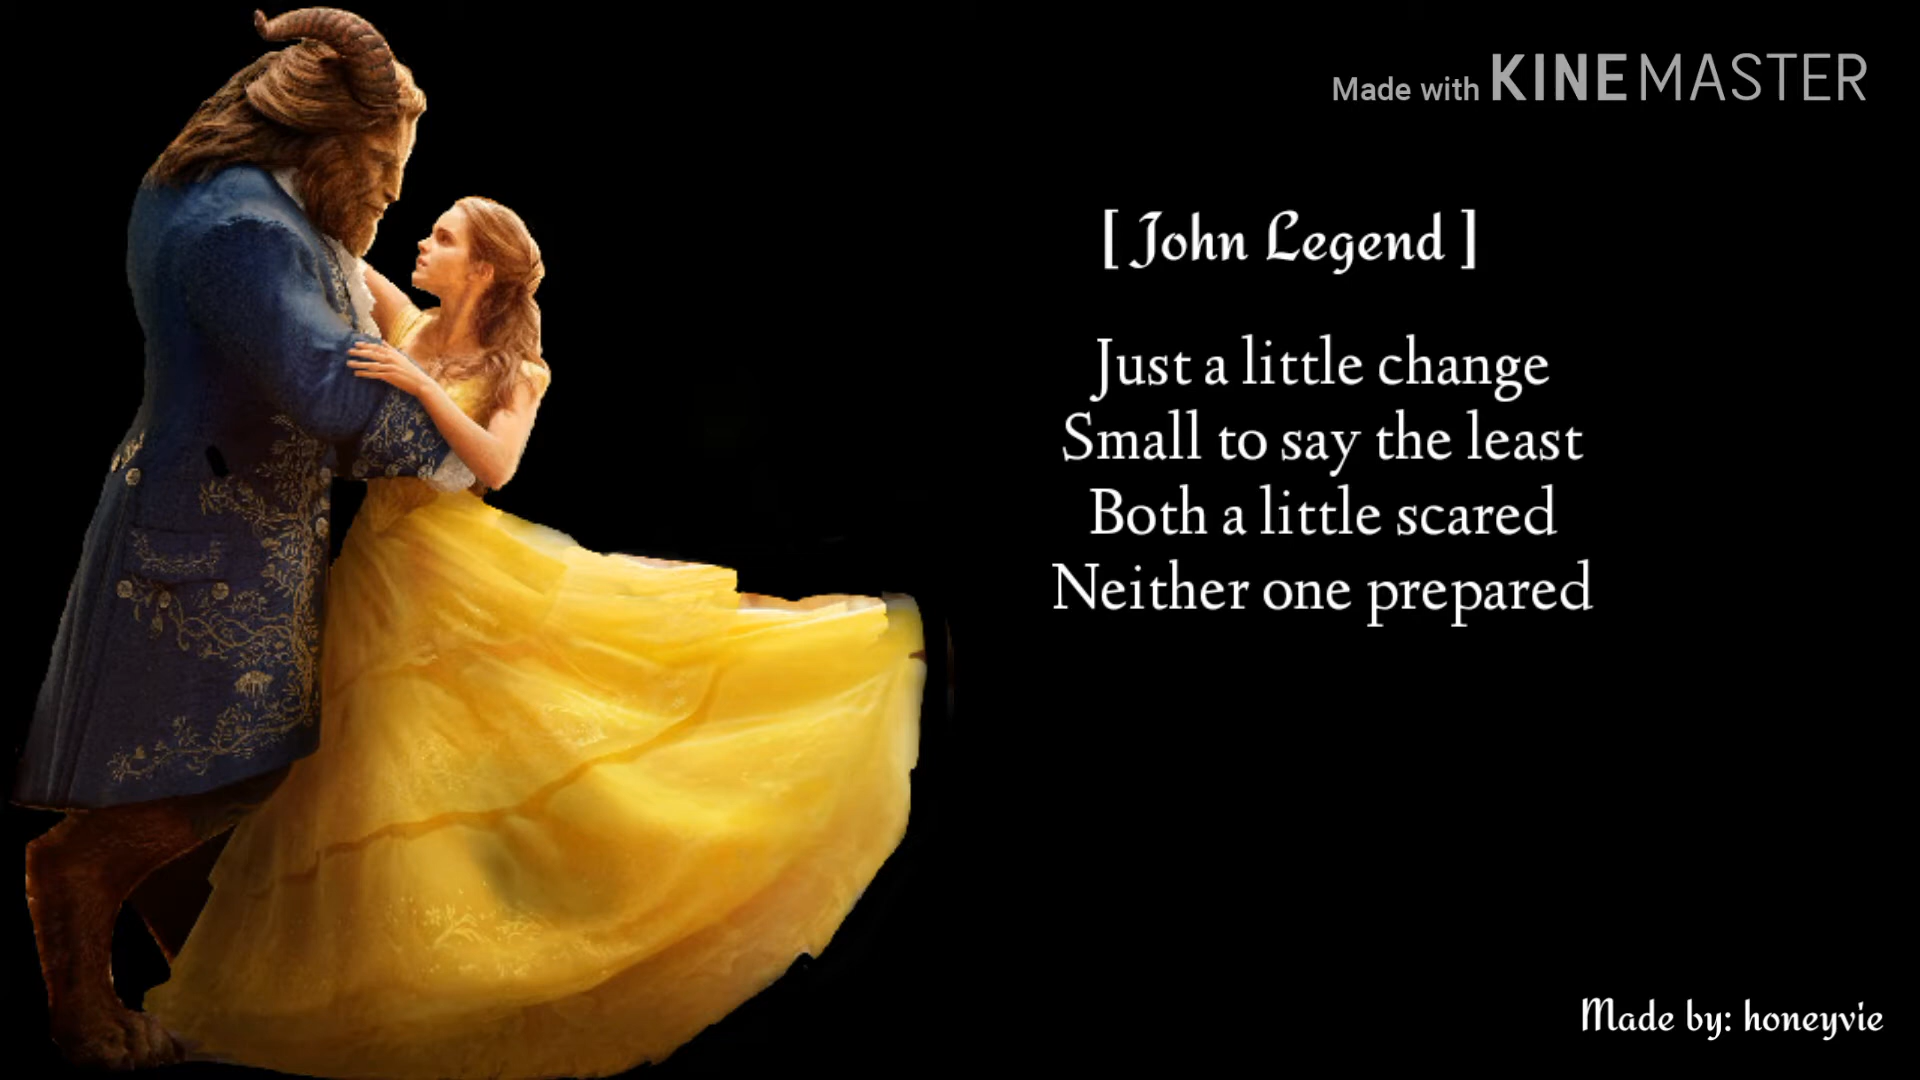 Made with KINEMASTER
[ John Legend ]
Just a little change
Small to say the least
Both a little scared
Neither one prepared
Made by: honeyvie